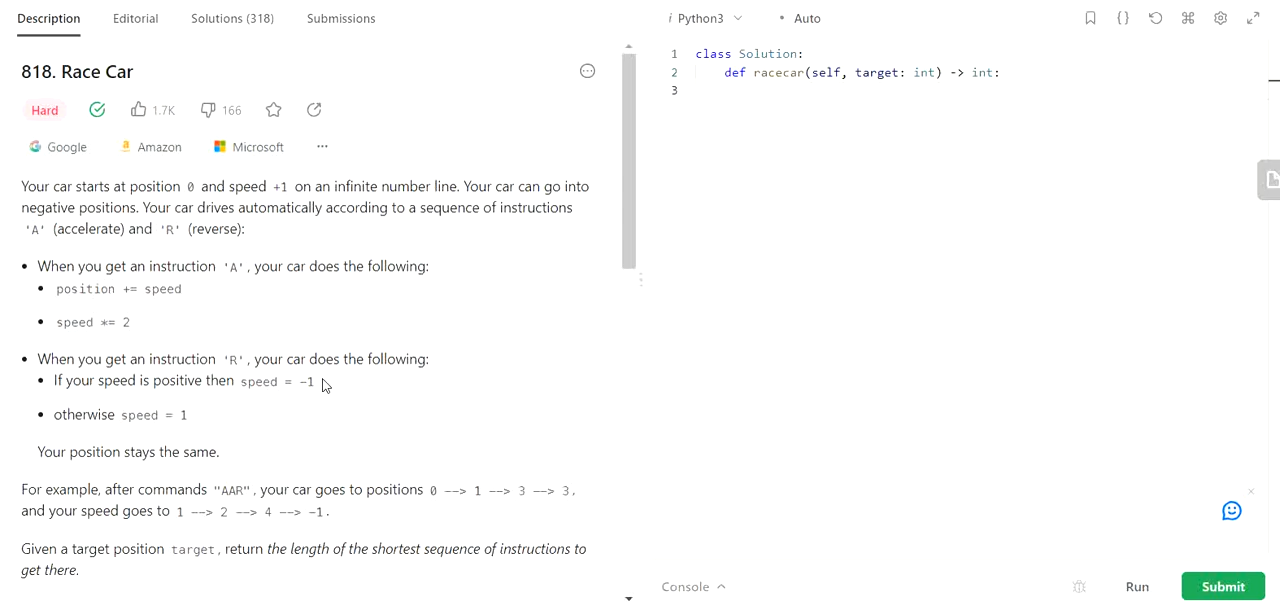 Description Editorial Solutions (318) Submissions
818. Race Car
Hard 1.7K 166
Google Amazon Microsoft ...
Your car starts at position 0 and speed +1 on an infinite number line. Your car can go into
negative positions. Your car drives automatically according to a sequence of instructions
'A' (accelerate) and 'R' (reverse):
• When you get an instruction 'A', your car does the following:
• position += speed
• speed *= 2
• When you get an instruction 'R', your car does the following:
• If your speed is positive then speed = -1
• otherwise speed = 1
Your position stays the same.
For example, after commands "AAR", your car goes to positions 0 --> 1 --> 3 --> 3,
and your speed goes to 1 --> 2 --> 4 --> -1.
Given a target position target, return the length of the shortest sequence of instructions to
get there.
i Python3 • Auto
1 class Solution:
2 def racecar(self, target: int) -> int:
3
Console Run Submit